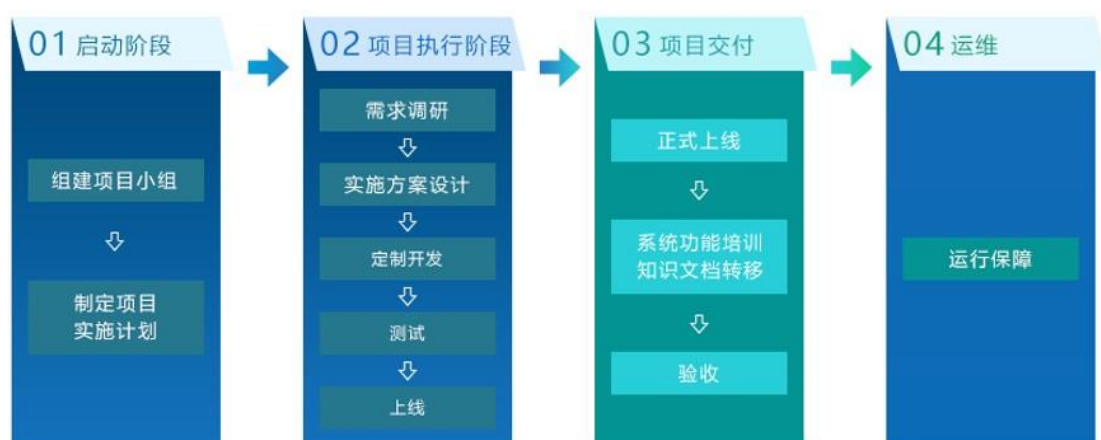 01 启动阶段
组建项目小组
制定项目
实施计划
02 项目执行阶段
需求调研
实施方案设计
定制开发
测试
上线
03 项目交付
正式上线
系统功能培训
知识文档转移
验收
04 运维
运行保障